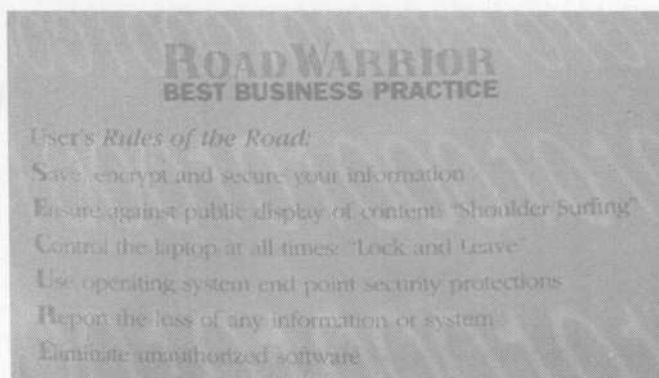 ROAD WARRIOR
BEST BUSINESS PRACTICE
User's Rules of the Road:
Save, encrypt and secure your information
Ensure against public display of content: "Shoulder Surfing"
Control the laptop at all times: "Lock and Leave"
Use operating system end point security protections
Report the loss of any information or system
Eliminate unauthorized software